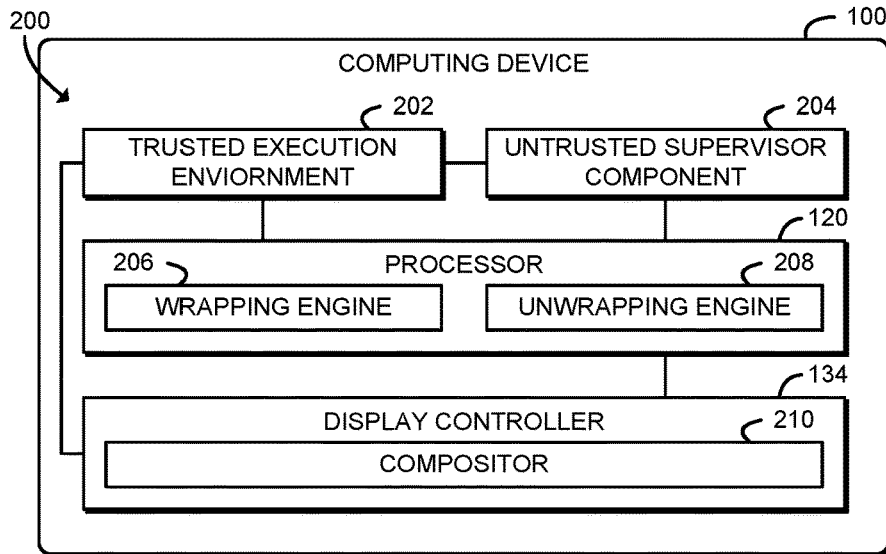 200
100
COMPUTING DEVICE
202
204
TRUSTED EXECUTION
ENVIORNMENT
UNTRUSTED SUPERVISOR
COMPONENT
120
PROCESSOR
206
208
WRAPPING ENGINE
UNWRAPPING ENGINE
134
DISPLAY CONTROLLER
210
COMPOSITOR